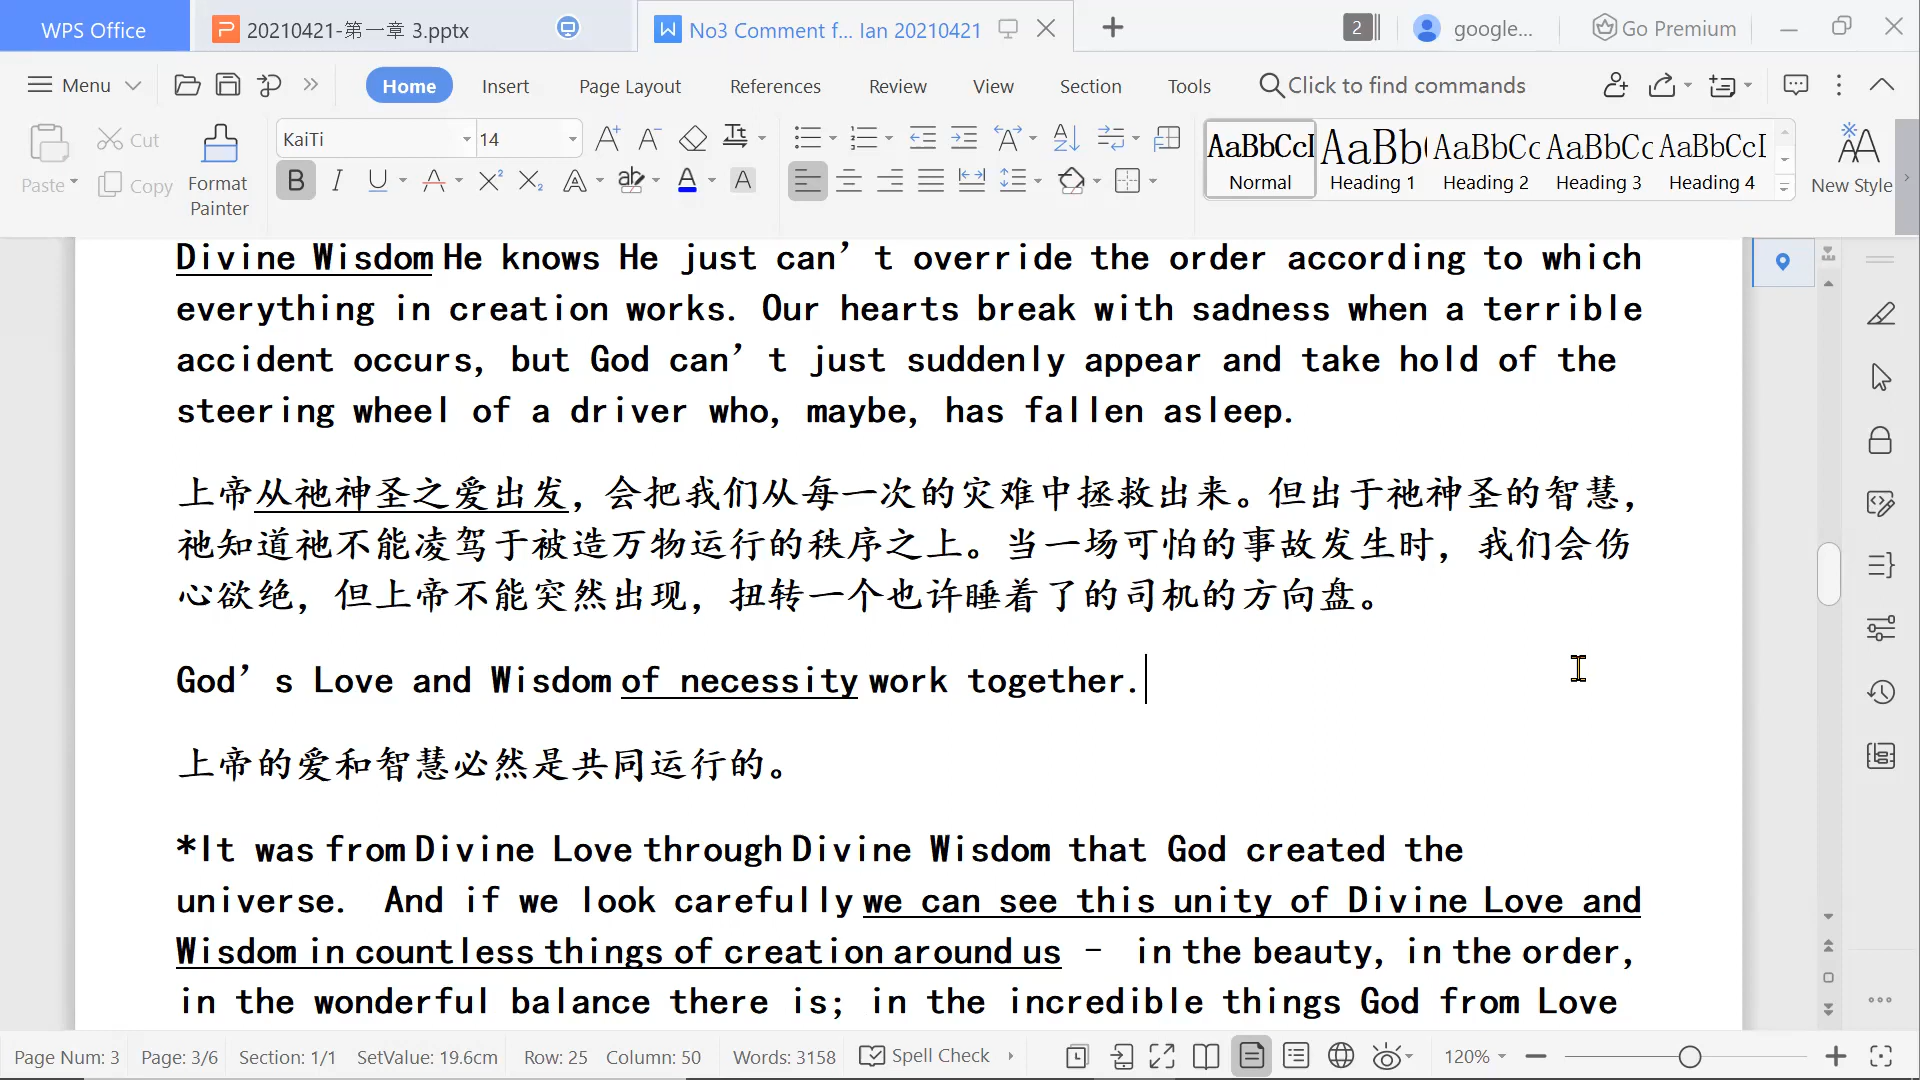 WPS Office
20210421-第一章 3.pptx
No3 Comment f... Ian 20210421
2
google...
Go Premium
Menu
Home
Insert
Page Layout
References
Review
View
Section
Tools
Click to find commands
Paste
Cut
Copy
Format Painter
KaiTi
14
AaBbCcI
Normal
AaBb(
Heading 1
AaBbCc
Heading 2
AaBbCc
Heading 3
AaBbCcI
Heading 4
New Style
Divine Wisdom He knows He just can’t override the order according to which
everything in creation works. Our hearts break with sadness when a terrible
accident occurs, but God can’t just suddenly appear and take hold of the
steering wheel of a driver who, maybe, has fallen asleep.
上帝从祂神圣之爱出发，会把我们从每一次的灾难中拯救出来。但出于祂神圣的智慧，
祂知道祂不能凌驾于被造万物运行的秩序之上。当一场可怕的事故发生时，我们会伤
心欲绝，但上帝不能突然出现，扭转一个也许睡着了的司机的方向盘。
God’s Love and Wisdom of necessity work together.
上帝的爱和智慧必然是共同运行的。
*It was from Divine Love through Divine Wisdom that God created the
universe. And if we look carefully we can see this unity of Divine Love and
Wisdom in countless things of creation around us – in the beauty, in the order,
in the wonderful balance there is; in the incredible things God from Love
Page Num: 3
Page: 3/6
Section: 1/1
SetValue: 19.6cm
Row: 25
Column: 50
Words: 3158
Spell Check
120%